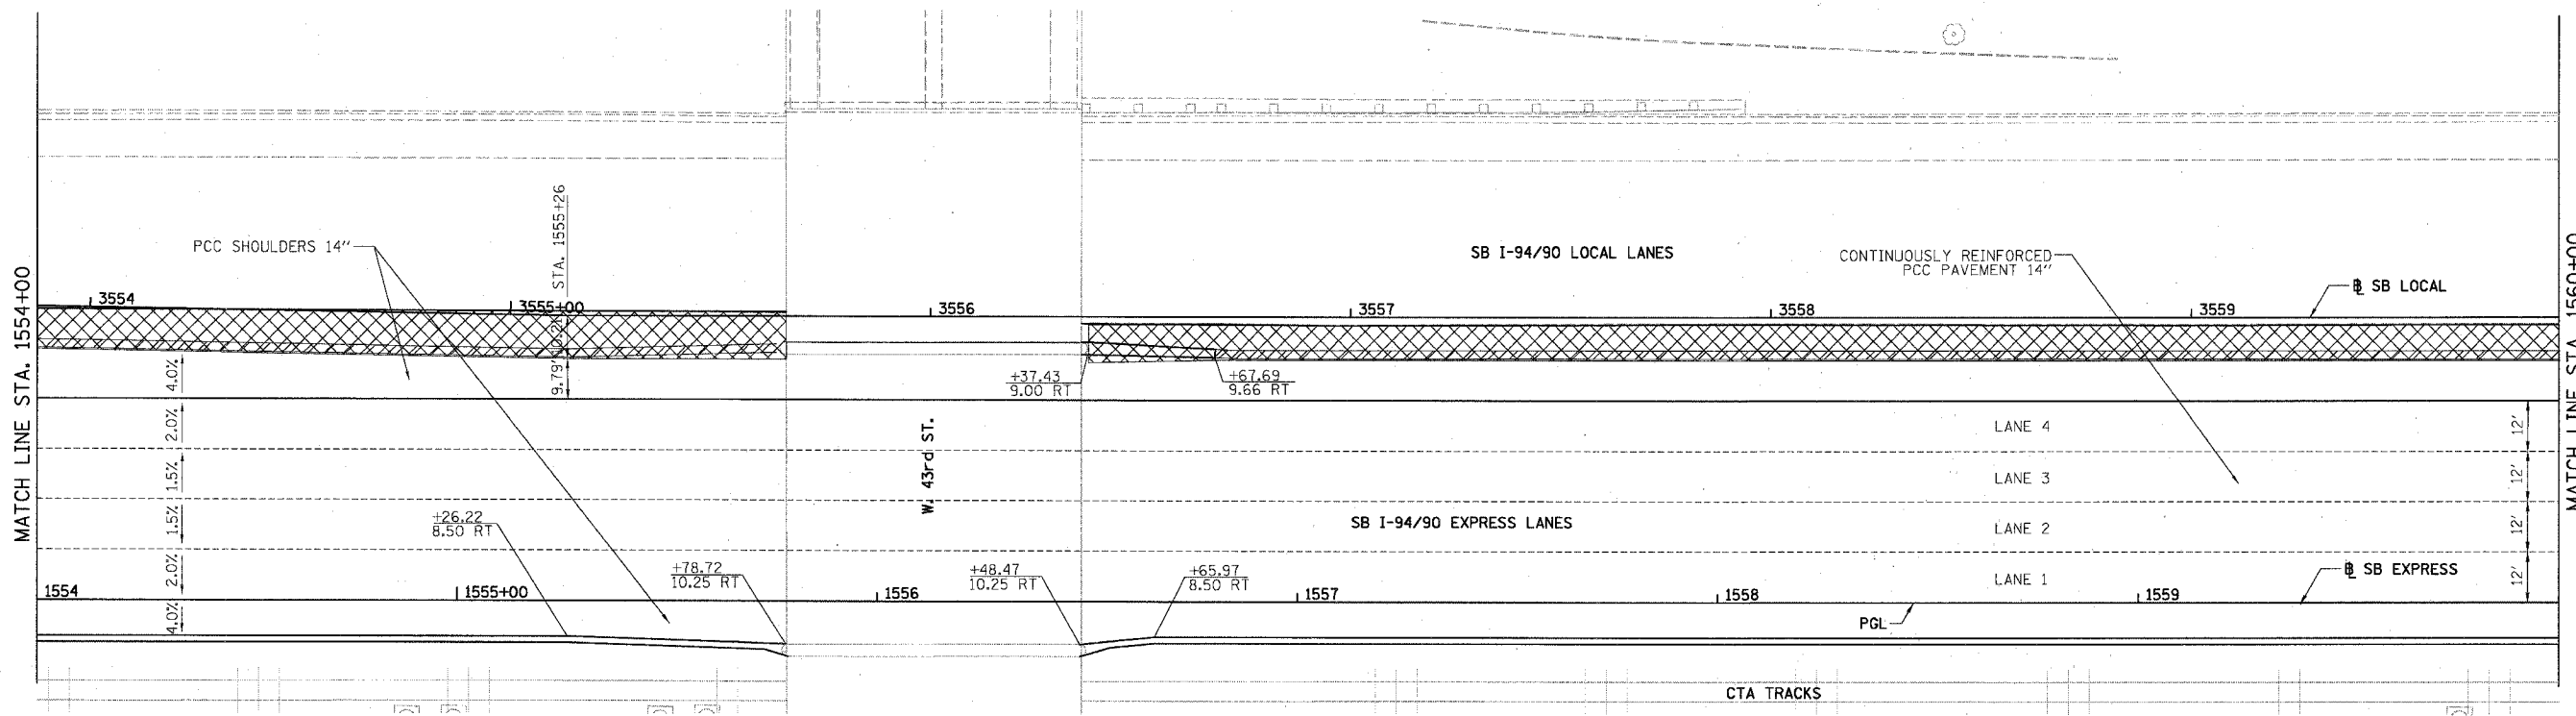 MATCH LINE STA. 1554+00
PCC SHOULDERS 14"
STA. 1555+26
SB I-94/90 LOCAL LANES
CONTINUOUSLY REINFORCED
PCC PAVEMENT 14"
SB LOCAL
3554
3555+00
3556
3557
3558
3559
9.79'
4.0%
2.0%
1.5%
1.5%
2.0%
4.0%
+37.43
9.00 RT
+67.69
9.66 RT
W. 43rd ST.
LANE 4
12'
LANE 3
12'
SB I-94/90 EXPRESS LANES
LANE 2
12'
LANE 1
12'
+26.22
8.50 RT
+78.72
10.25 RT
+48.47
10.25 RT
+65.97
8.50 RT
SB EXPRESS
1554
1555+00
1556
1557
1558
1559
PGL
CTA TRACKS
MATCH LINE STA. 1560+00